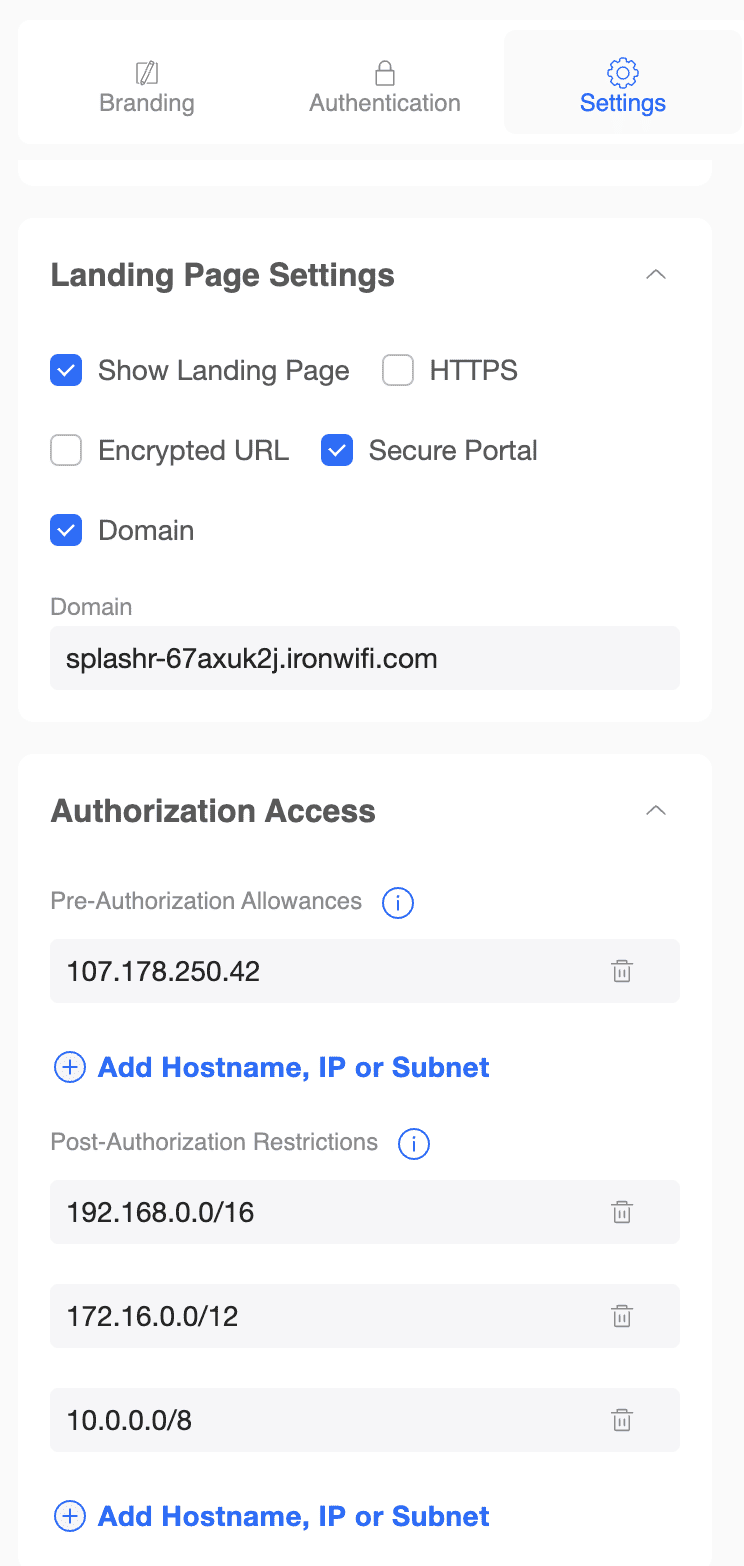 Branding
Authentication
Settings
Landing Page Settings
Show Landing Page
HTTPS
Encrypted URL
Secure Portal
Domain
Domain
splashr-67axuk2j.ironwifi.com
Authorization Access
Pre-Authorization Allowances
107.178.250.42
Add Hostname, IP or Subnet
Post-Authorization Restrictions
192.168.0.0/16
172.16.0.0/12
10.0.0.0/8
Add Hostname, IP or Subnet